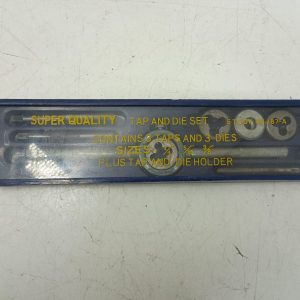 SUPER QUALITY TAP AND DIE SET
CONTAINS 3 TAPS AND 3-DIES
SIZES
PLUS TAP AND DIE HOLDER